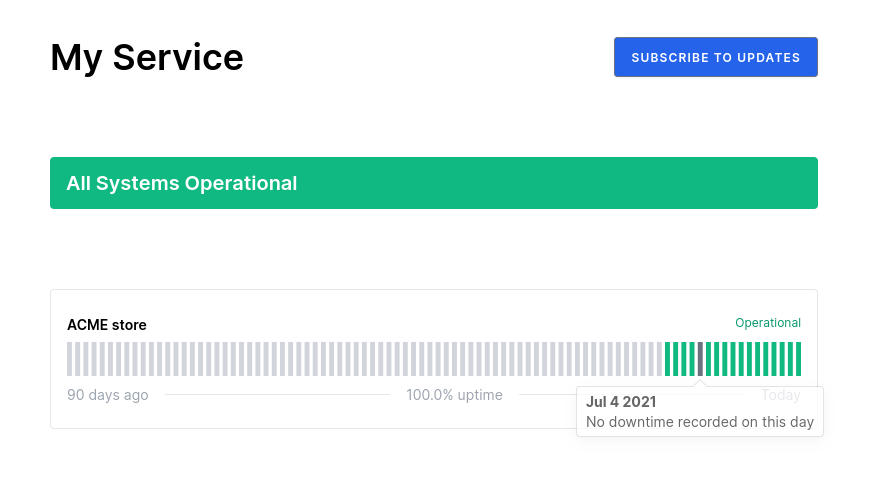 My Service
SUBSCRIBE TO UPDATES
All Systems Operational
ACME store
Operational
90 days ago
100.0% uptime
Today
Jul 4 2021
No downtime recorded on this day